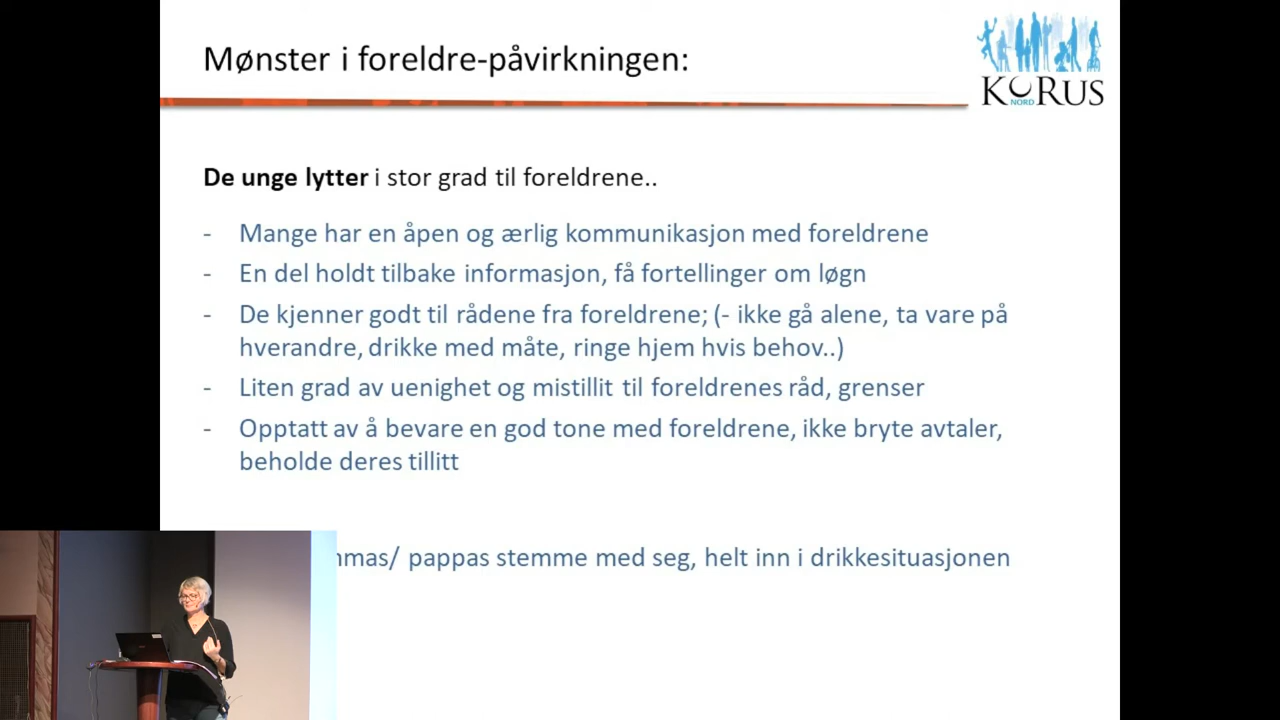 Mønster i foreldre-påvirkningen:
KoRus
NORD
De unge lytter i stor grad til foreldrene..
- Mange har en åpen og ærlig kommunikasjon med foreldrene
- En del holdt tilbake informasjon, få fortellinger om løgn
- De kjenner godt til rådene fra foreldrene; (- ikke gå alene, ta vare på
hverandre, drikke med måte, ringe hjem hvis behov..)
- Liten grad av uenighet og mistillit til foreldrenes råd, grenser
- Opptatt av å bevare en god tone med foreldrene, ikke bryte avtaler,
beholde deres tillitt
pappas stemme med seg, helt inn i drikkesituasjonen